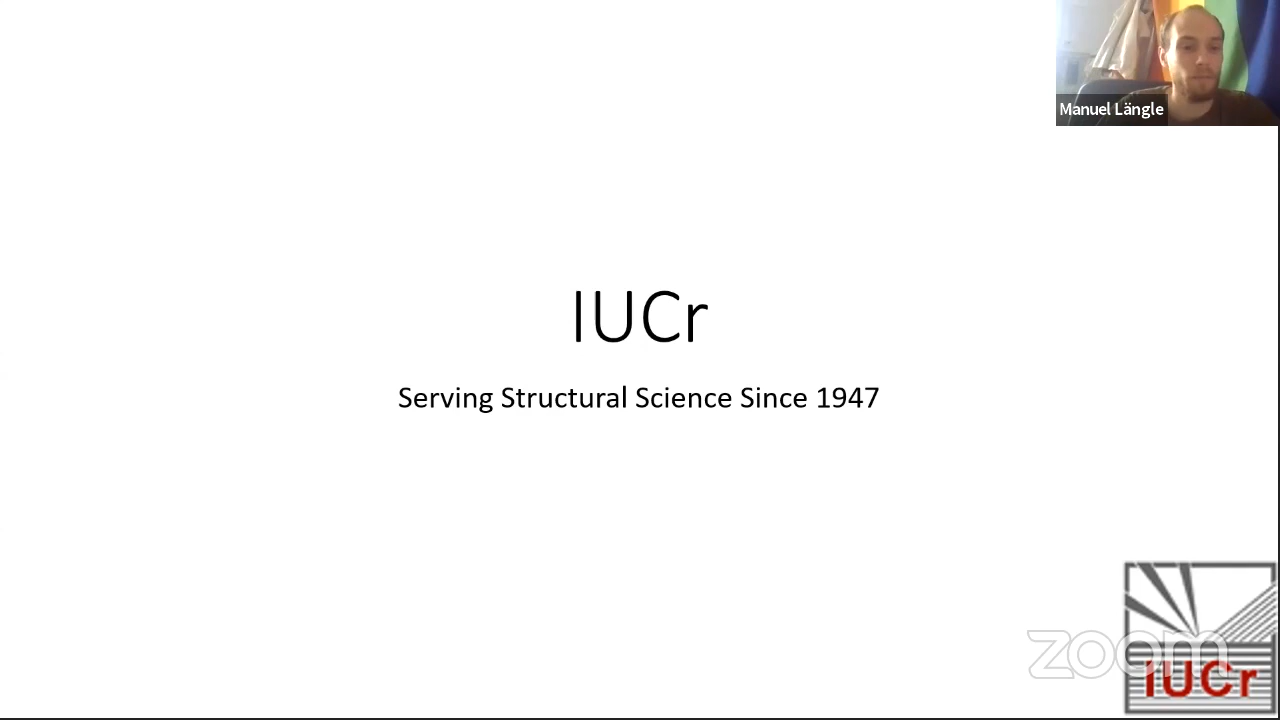 Manuel Längle
IUCr
Serving Structural Science Since 1947
zoom
IUCr